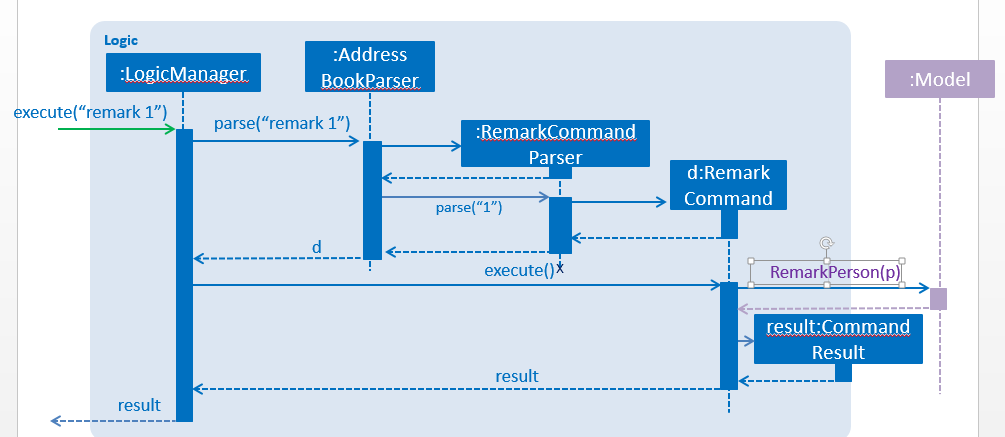 Logic
:LogicManager
:Address
BookParser
:Model
execute(“remark 1”)
parse(“remark 1”)
:RemarkCommand
Parser
d:Remark
Command
parse(“1”)
d
execute()
X
RemarkPerson(p)
result:Command
Result
result
result